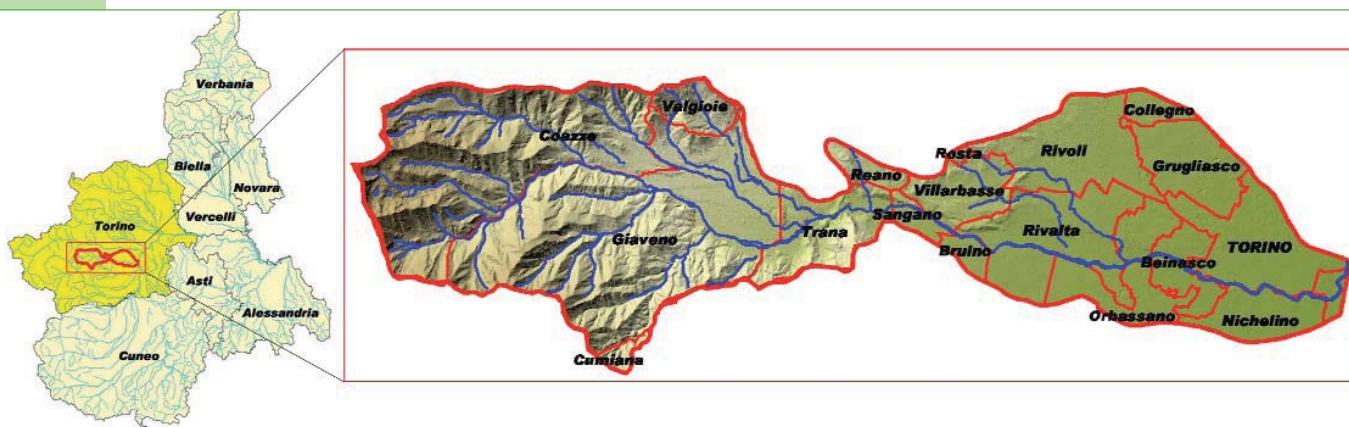 Verbania
Biella
Novara
Vercelli
Torino
Asti
Alessandria
Cuneo
Valgioie
Coazze
Giaveno
Cumiana
Trana
Reano
Sangano
Bruino
Rosta
Villarbasse
Rivoli
Rivalta
Collegno
Grugliasco
TORINO
Beinasco
Orbassano
Nichelino